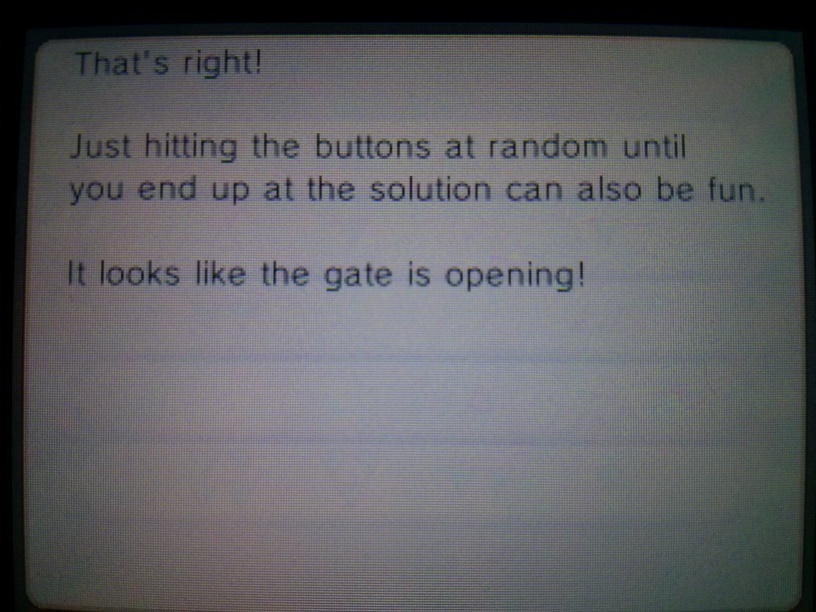 That's right!
Just hitting the buttons at random until
you end up at the solution can also be fun.
It looks like the gate is opening!